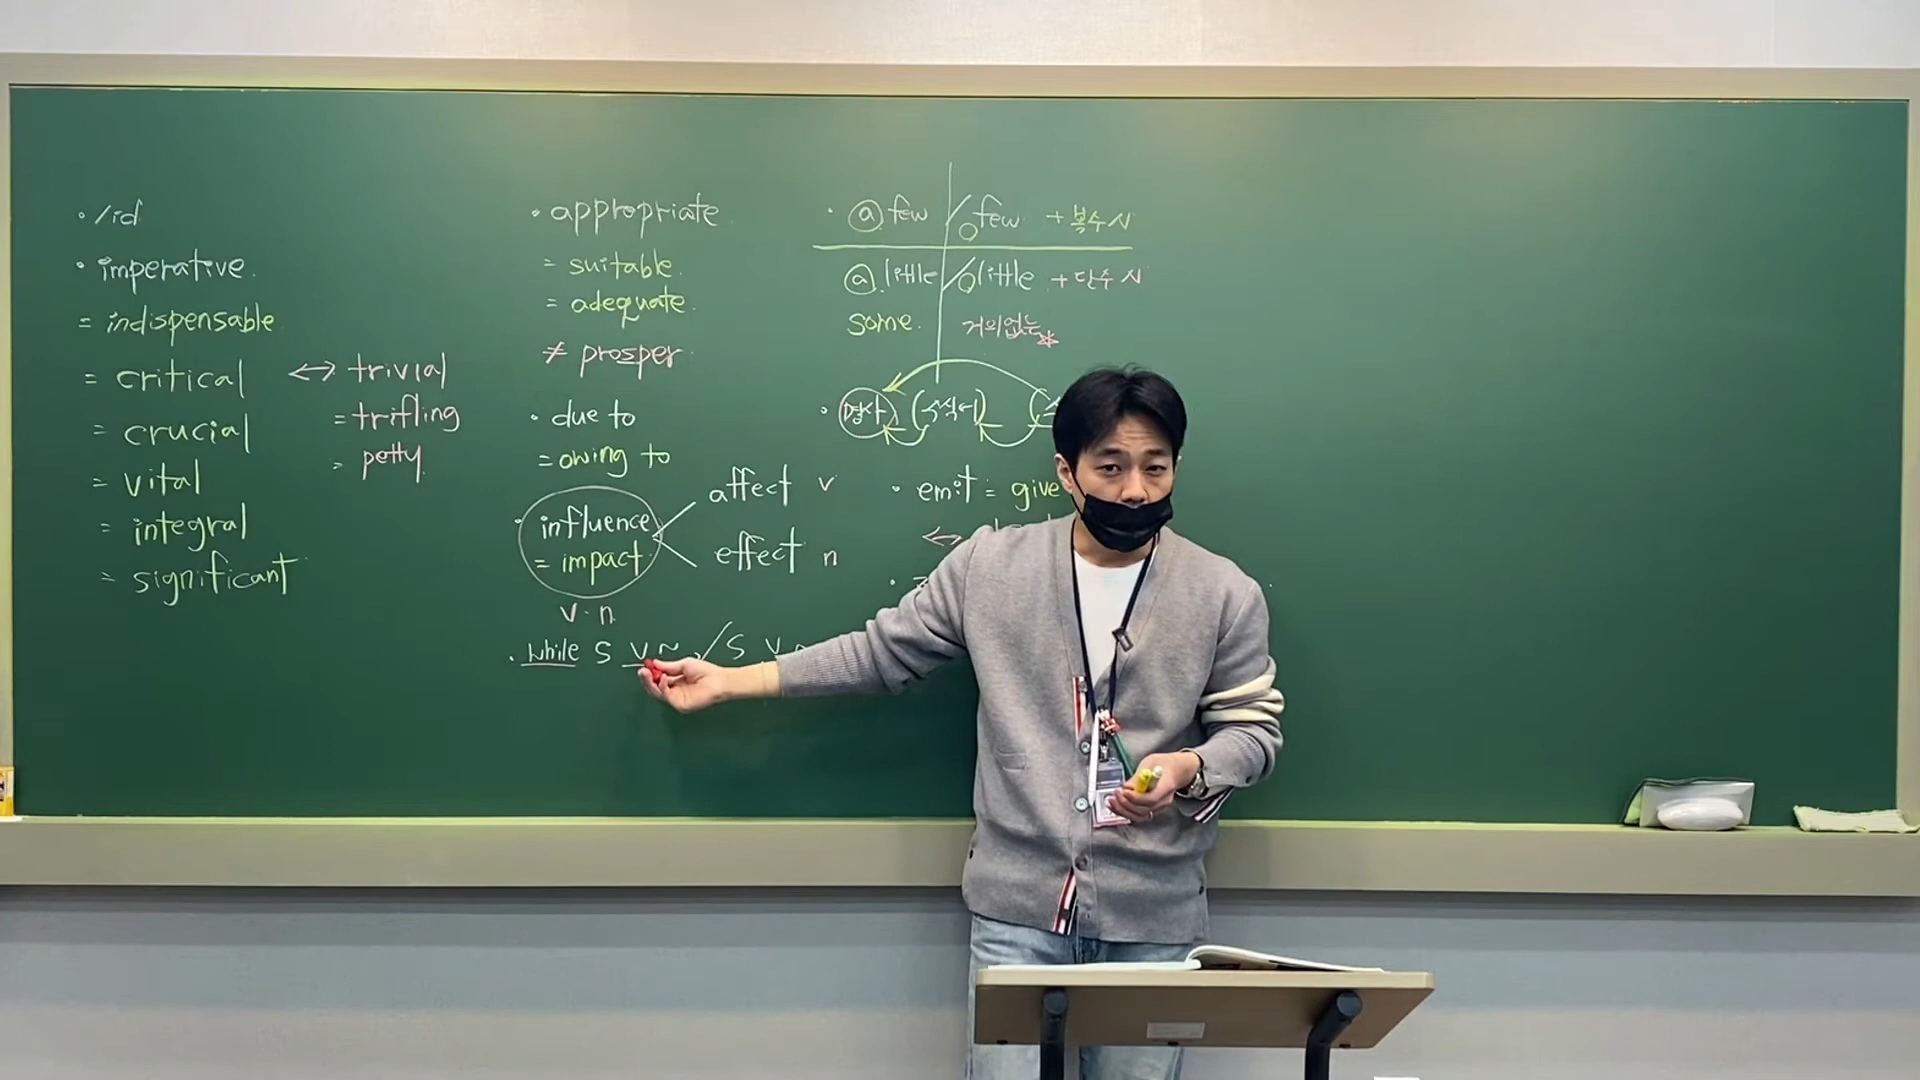 · /id
· imperative.
= indispensable
= critical ↔ trivial
= crucial = trifling
= vital = petty.
= integral
= significant
· appropriate.
= suitable.
= adequate.
≠ prosper.
· due to
= owing to
· influence affect v
= impact. effect n
v · n
· while S V ~, / S V ~
· ⓐ few / few + 복수 시
ⓐ little / little + 단수 시
some. 거의없는 ☆
· 명사 (수식어)
· emit = give
↔